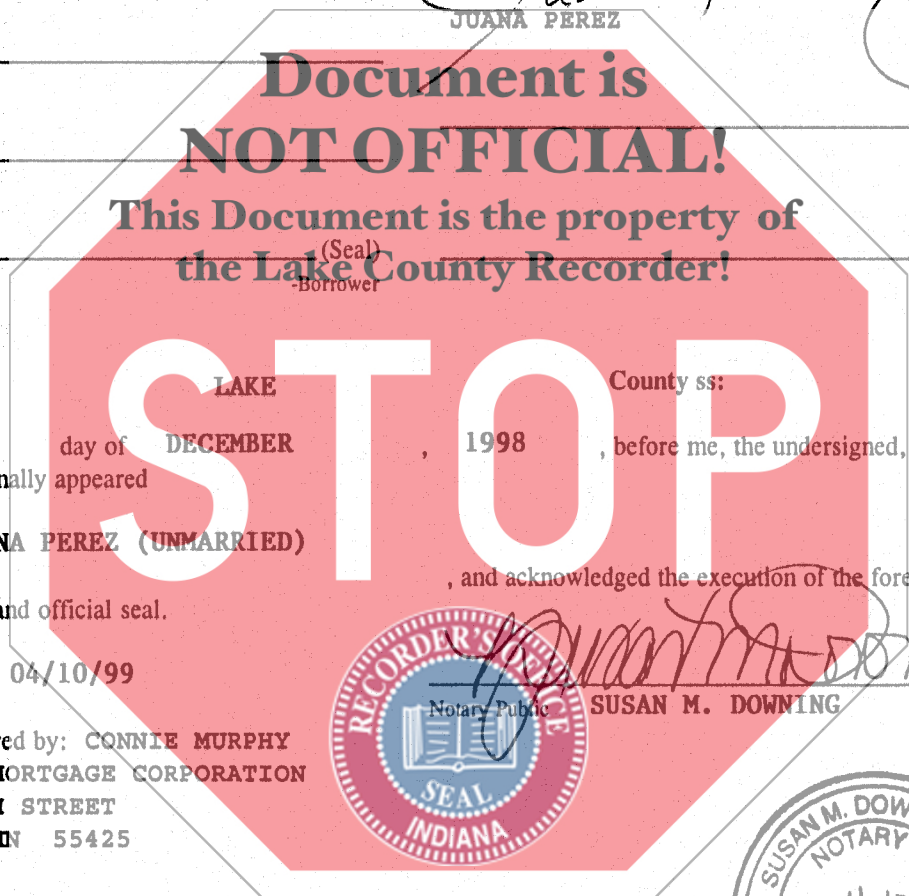 JUANA PEREZ
Document is
NOT OFFICIAL!
This Document is the property of
the Lake County Recorder!
(Seal)
-Borrower
STOP
LAKE County ss:
day of DECEMBER , 1998 , before me, the undersigned,
nally appeared
NA PEREZ (UNMARRIED)
, and acknowledged the execution of the fore
and official seal.
04/10/99
Notary Public SUSAN M. DOWNING
RECORDER'S OFFICE
SEAL
INDIANA
ed by: CONNIE MURPHY
MORTGAGE CORPORATION
STREET
N 55425
SUSAN M. DOW
NOTARY